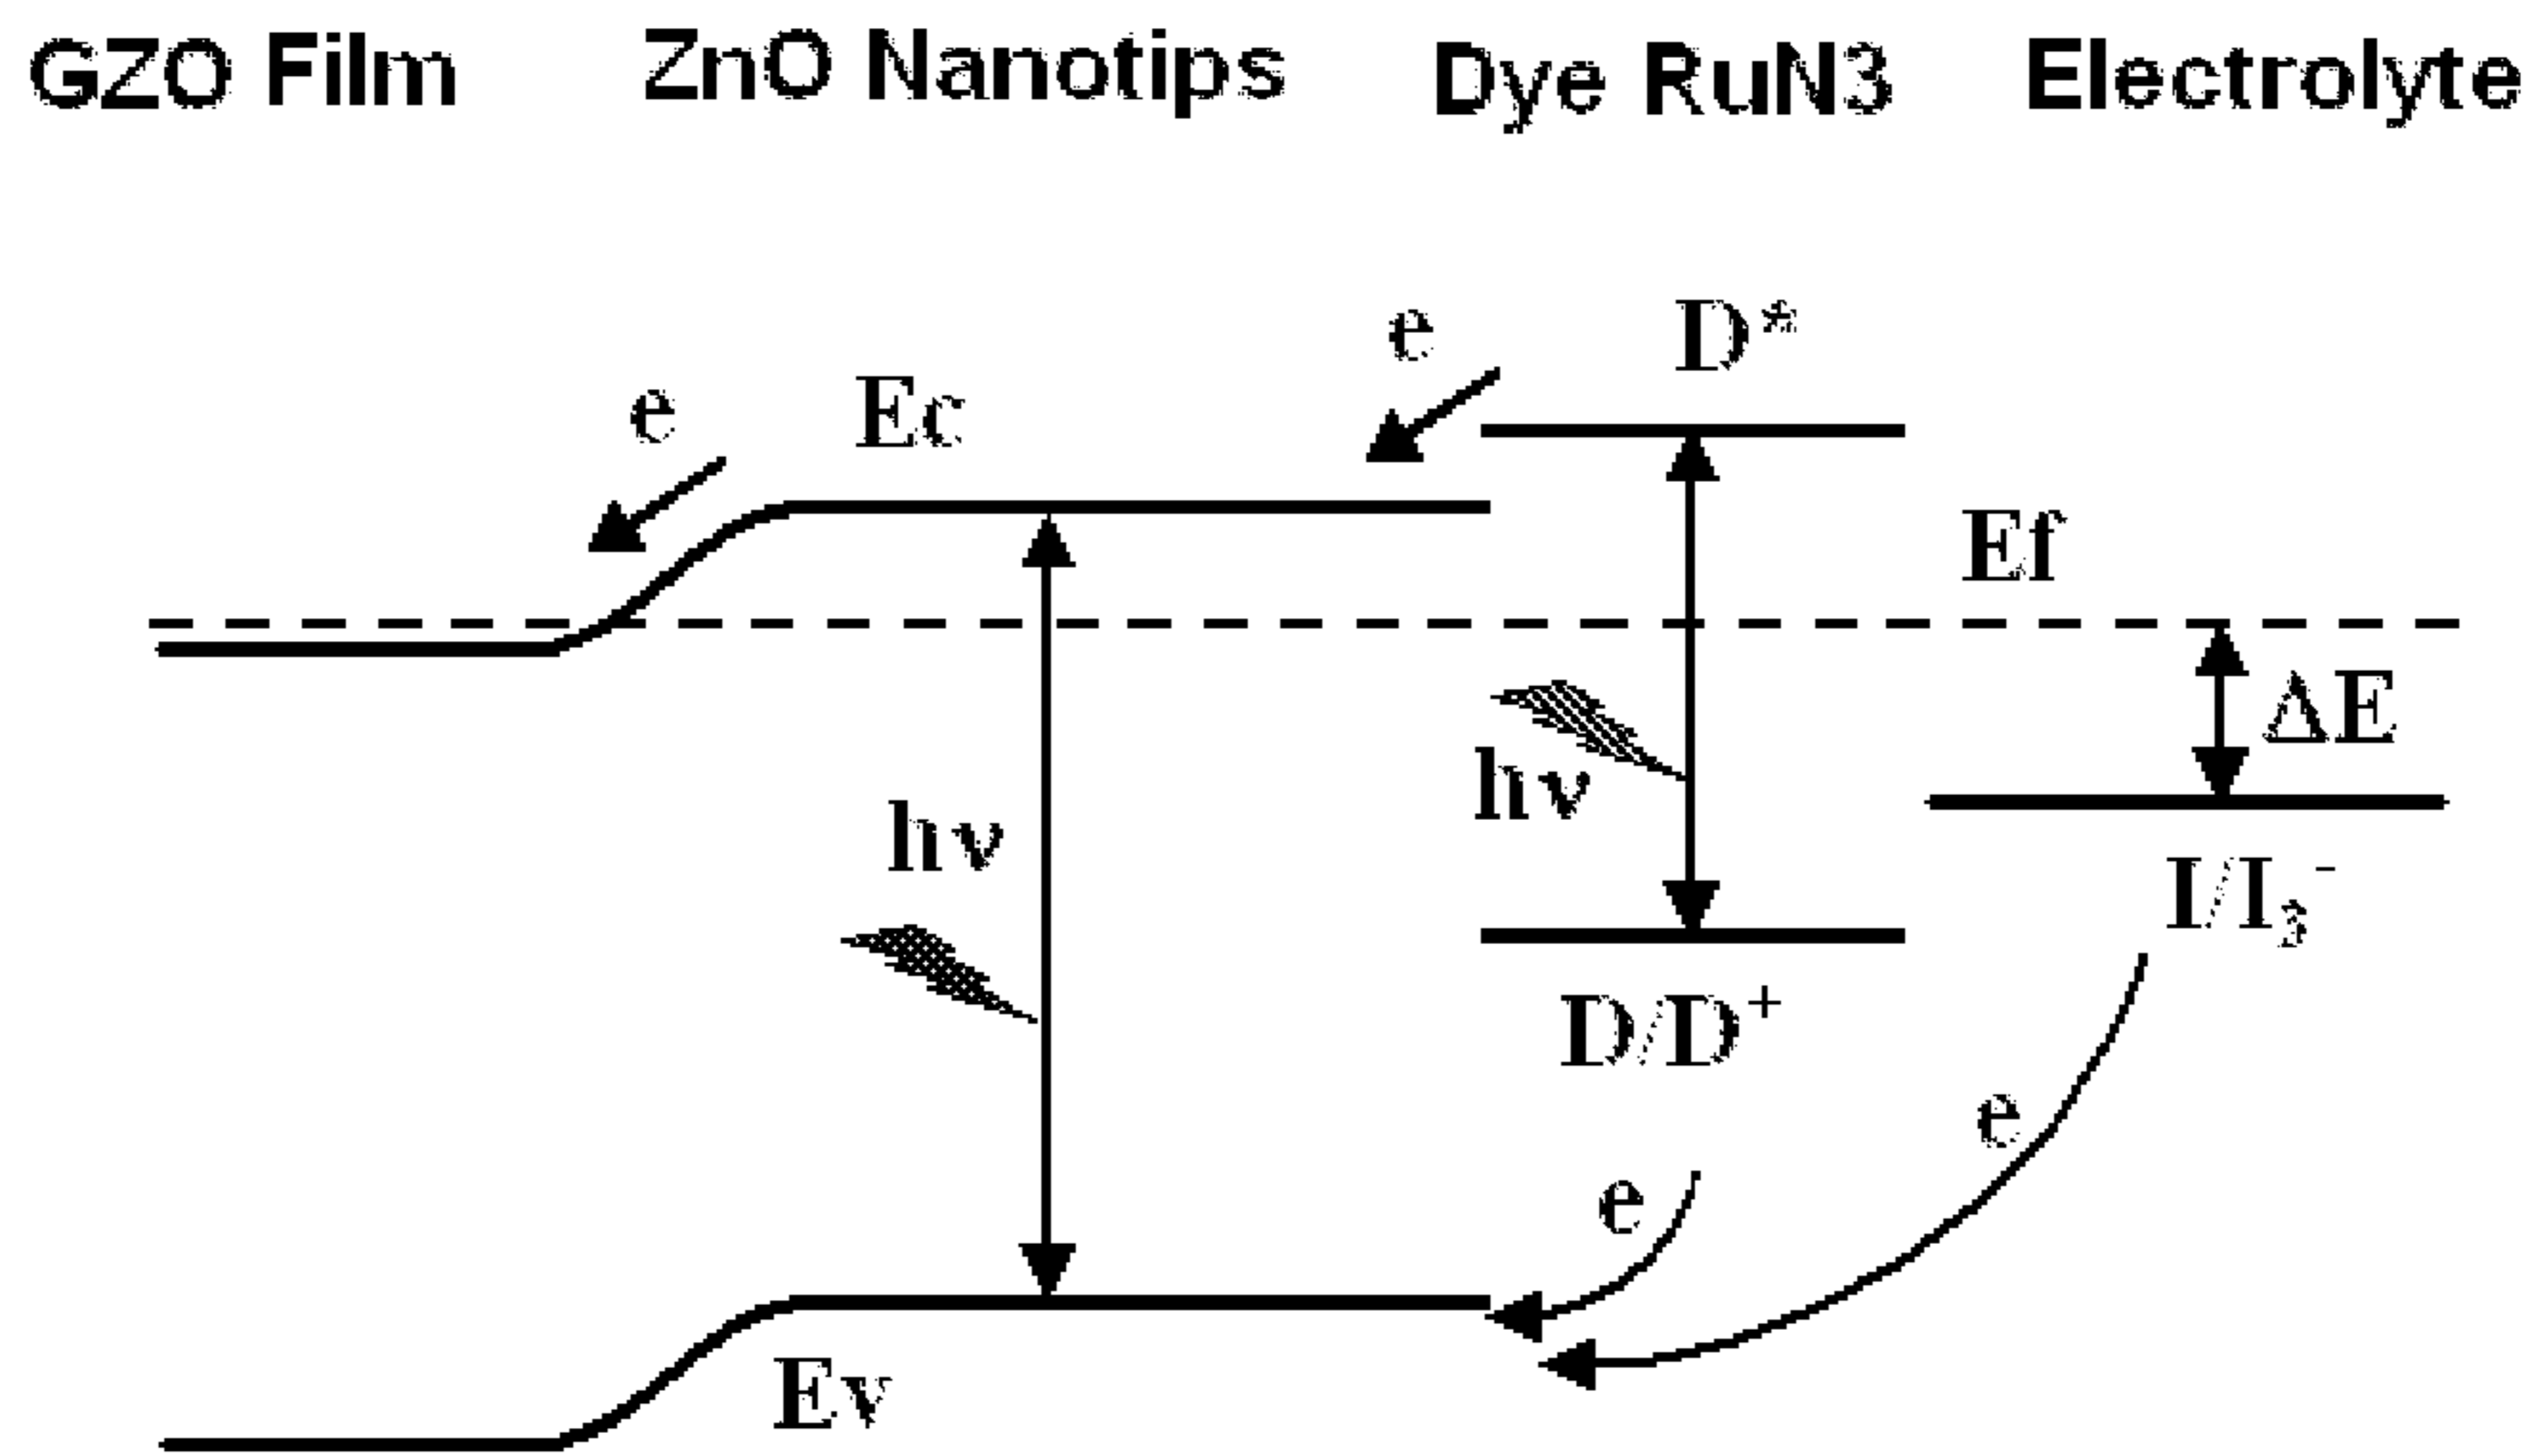 GZO Film ZnO Nanotips Dye RuN3 Electrolyte
e D*
e Ec
Ef
ΔE
hν
hν
I/I₃⁻
D/D⁺
e
e
Ev